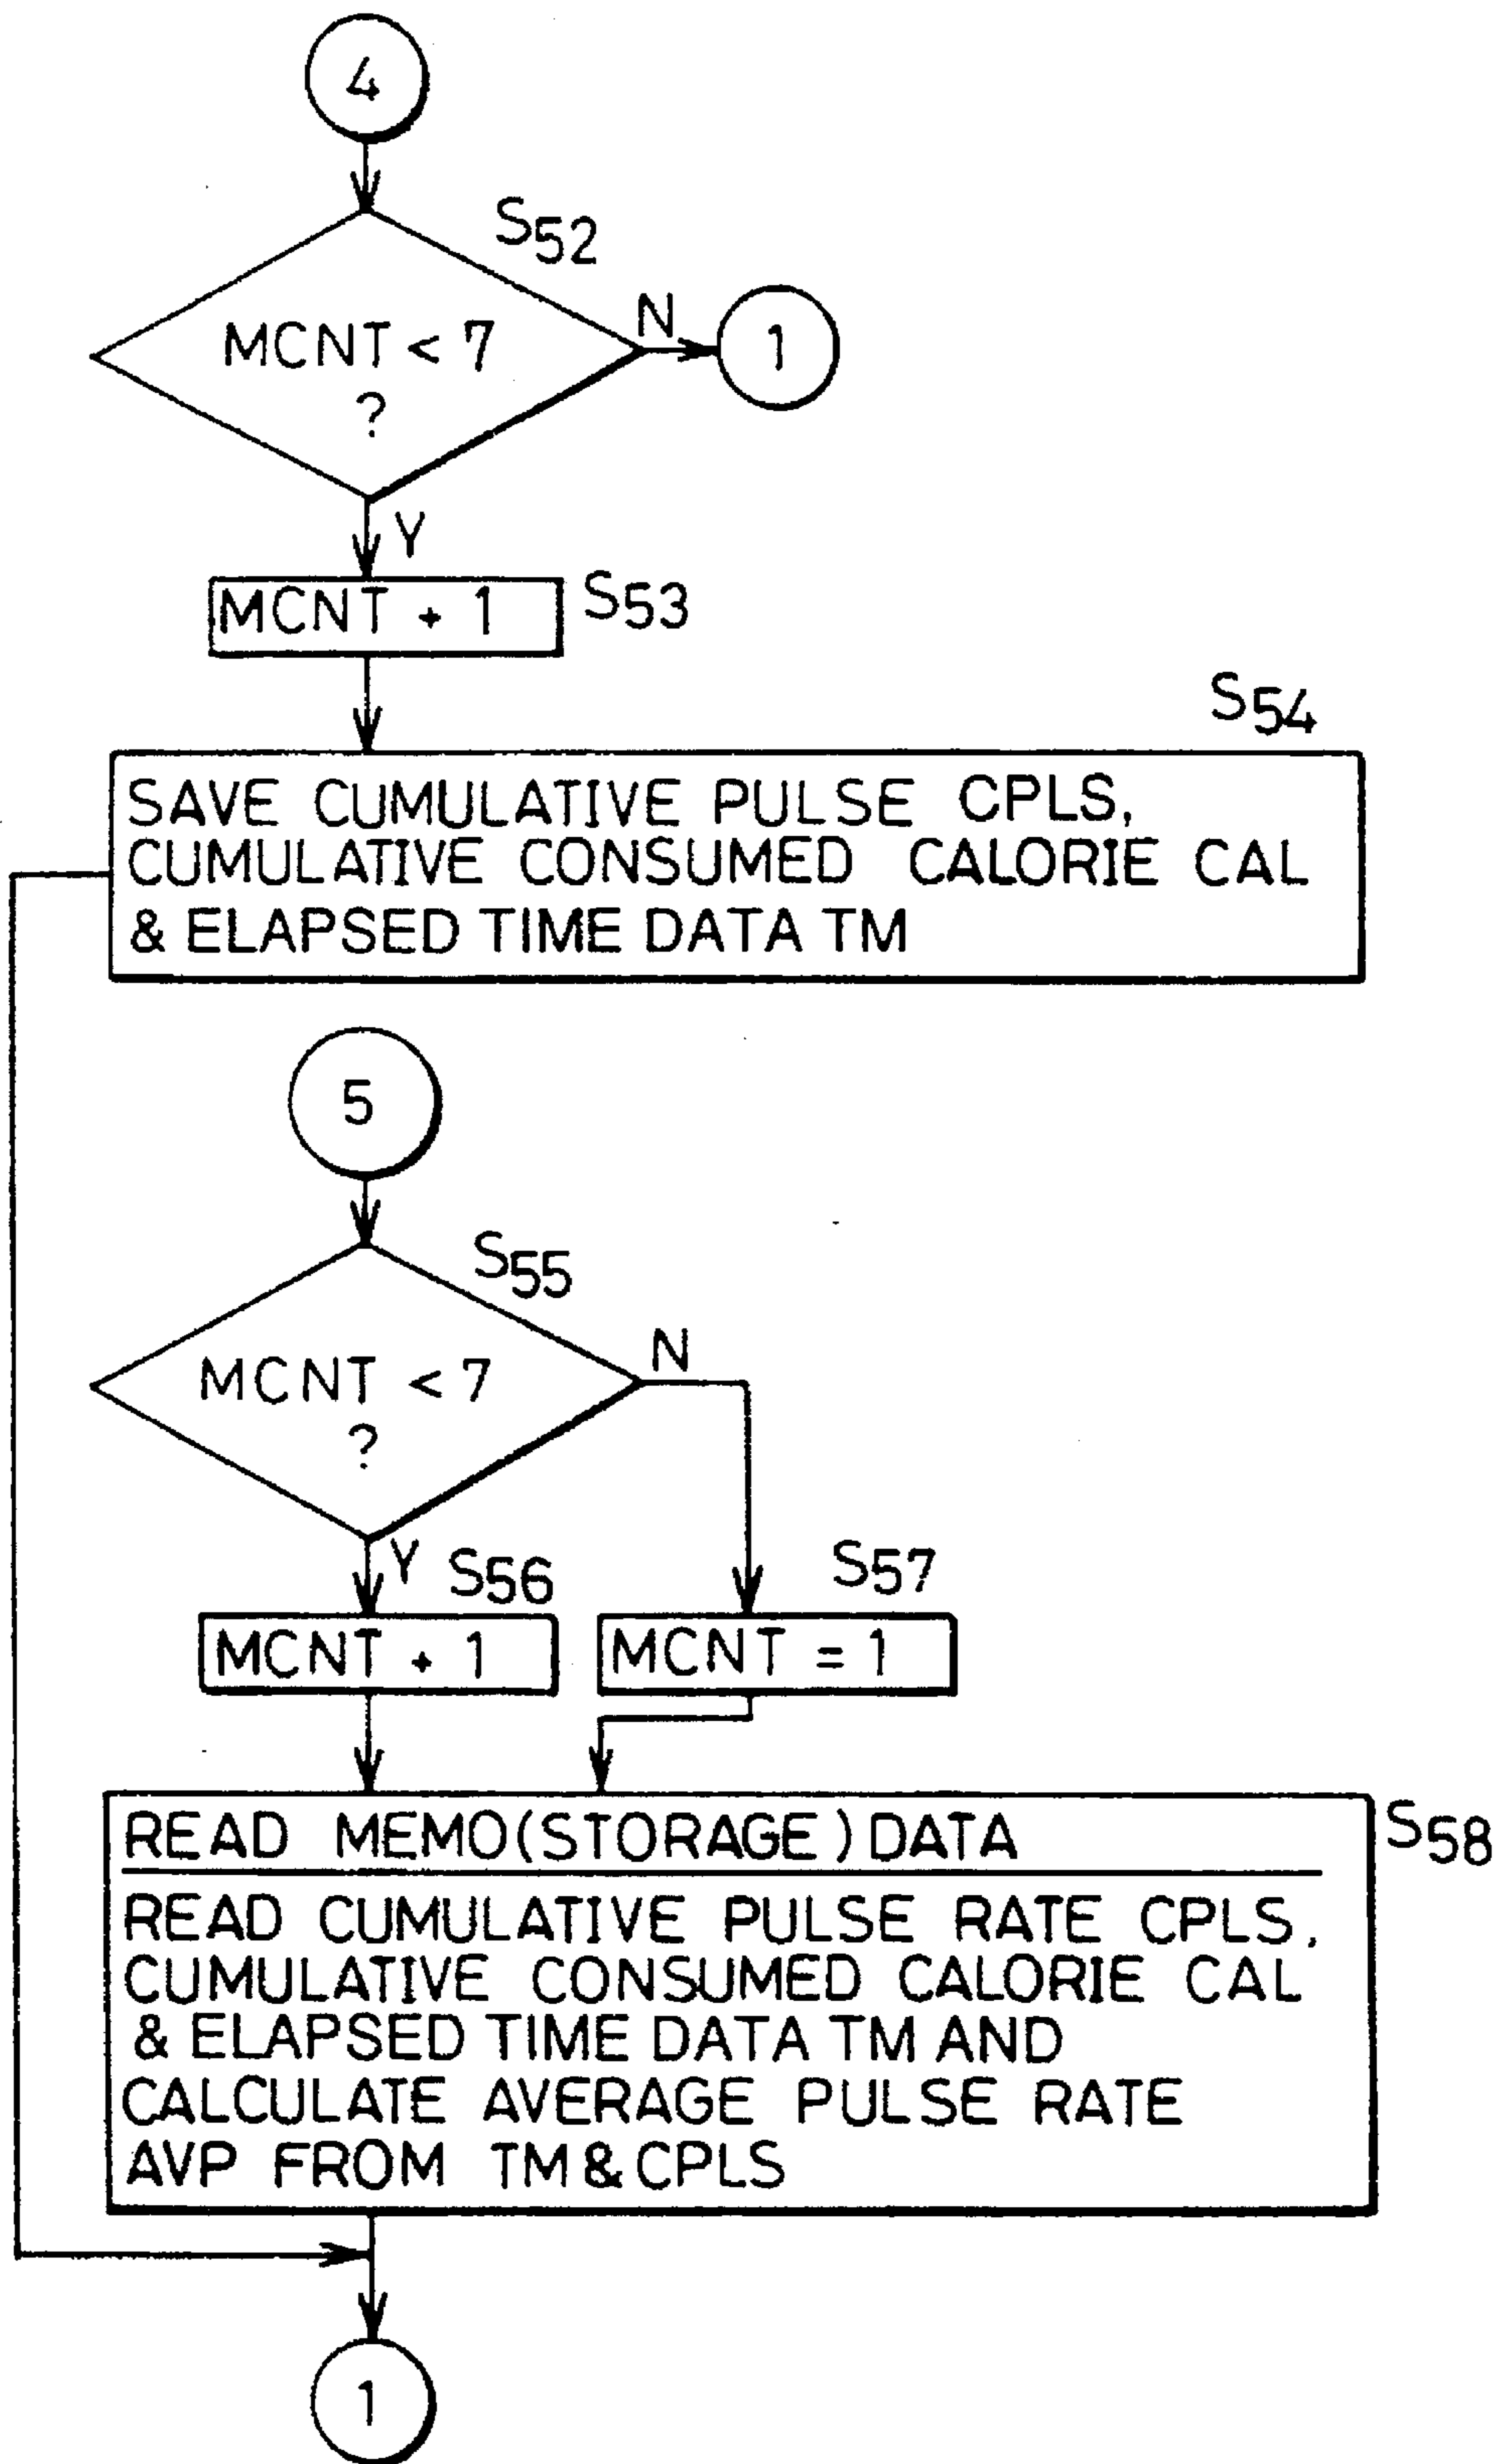 4
S52
MCNT < 7
?
N
1
Y
MCNT + 1
S53
S54
SAVE CUMULATIVE PULSE CPLS,
CUMULATIVE CONSUMED CALORIE CAL
& ELAPSED TIME DATA TM
5
S55
MCNT < 7
?
N
Y
S56
S57
MCNT + 1
MCNT = 1
READ MEMO(STORAGE) DATA
S58
READ CUMULATIVE PULSE RATE CPLS,
CUMULATIVE CONSUMED CALORIE CAL
& ELAPSED TIME DATA TM AND
CALCULATE AVERAGE PULSE RATE
AVP FROM TM & CPLS
1